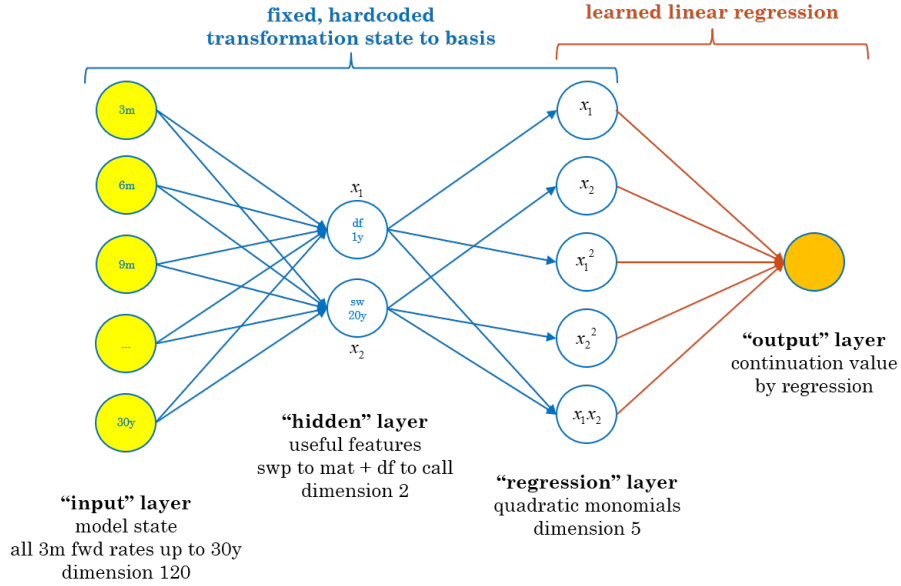 fixed, hardcoded
transformation state to basis
learned linear regression
3m
6m
9m
...
30y
x₁
df
1y
sw
20y
x₂
x₁
x₂
x₁²
x₂²
x₁x₂
"input" layer
model state
all 3m fwd rates up to 30y
dimension 120
"hidden" layer
useful features
swp to mat + df to call
dimension 2
"regression" layer
quadratic monomials
dimension 5
"output" layer
continuation value
by regression